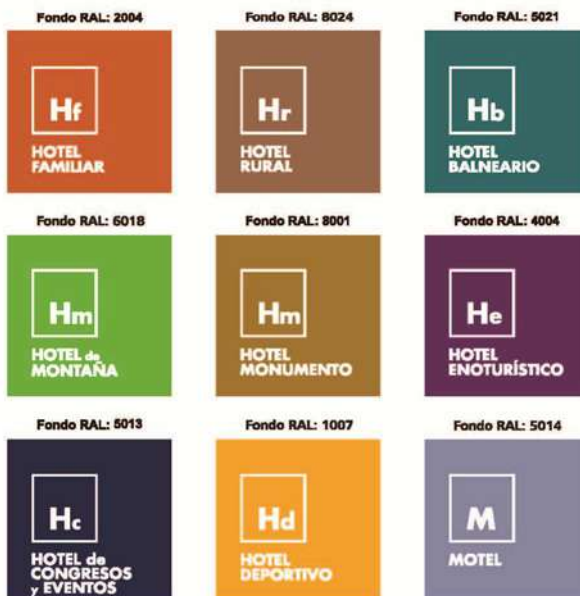 Fondo RAL: 2004
Hf
HOTEL
FAMILIAR
Fondo RAL: 8024
Hr
HOTEL
RURAL
Fondo RAL: 5021
Hb
HOTEL
BALNEARIO
Fondo RAL: 6018
Hm
HOTEL de
MONTAÑA
Fondo RAL: 8001
Hm
HOTEL
MONUMENTO
Fondo RAL: 4004
He
HOTEL
ENOTURÍSTICO
Fondo RAL: 5013
Hc
HOTEL de
CONGRESOS
y EVENTOS
Fondo RAL: 1007
Hd
HOTEL
DEPORTIVO
Fondo RAL: 5014
M
MOTEL